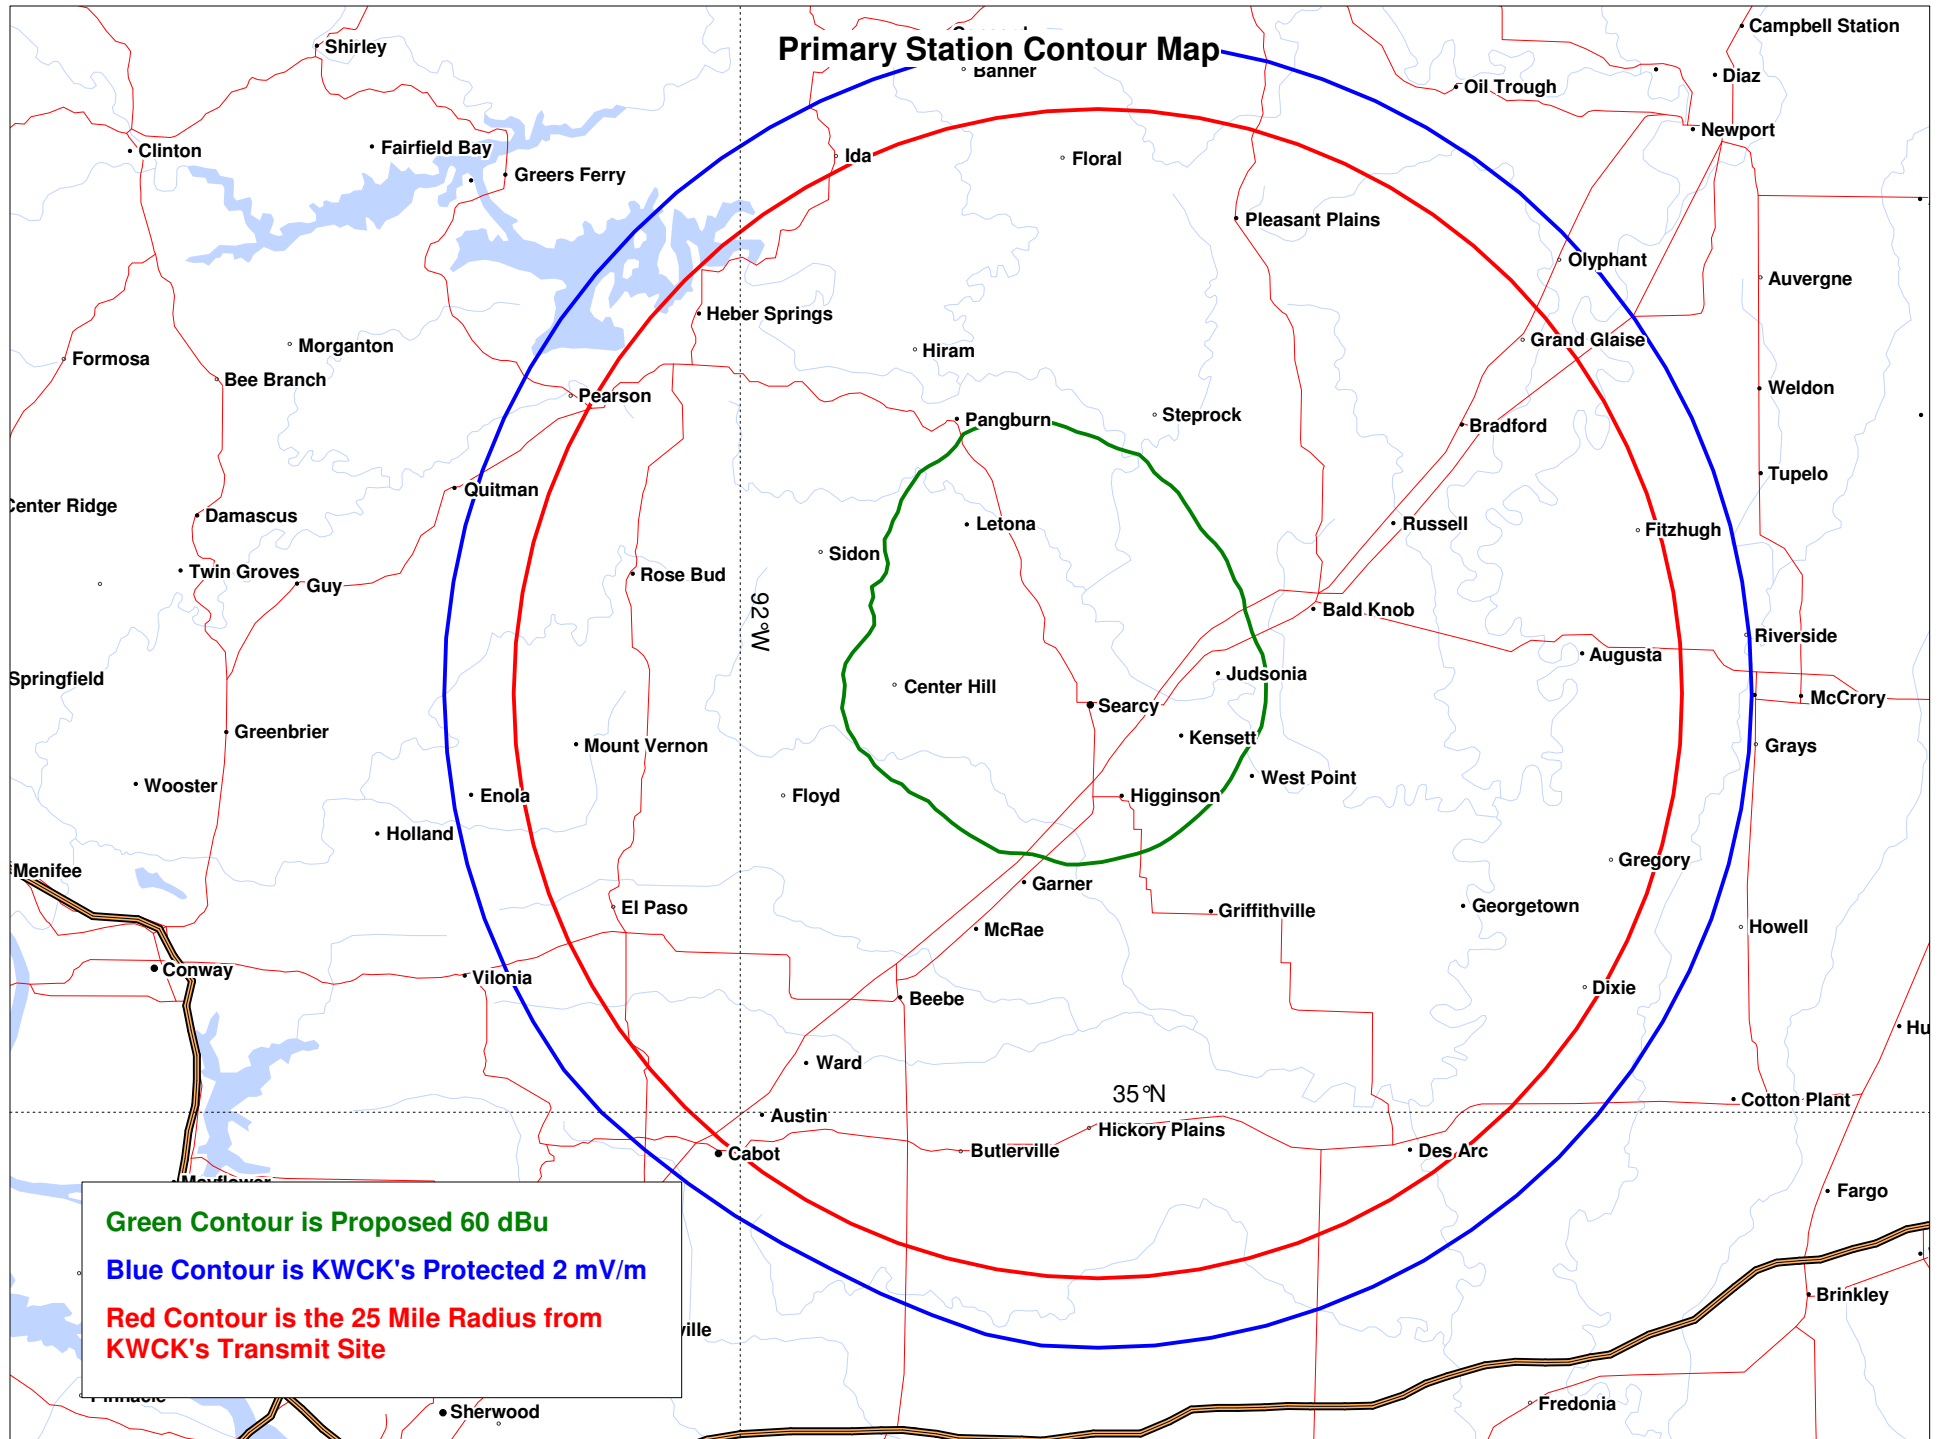 Primary Station Contour Map
Campbell Station
Shirley
Banner
Diaz
Oil Trough
Newport
Clinton
Fairfield Bay
Ida
Floral
Greers Ferry
Pleasant Plains
Olyphant
Auvergne
Heber Springs
Grand Glaise
Morganton
Hiram
Formosa
Bee Branch
Weldon
Pearson
Pangburn
Steprock
Bradford
Tupelo
Quitman
Center Ridge
Damascus
Letona
Russell
Fitzhugh
Sidon
Twin Groves
Guy
Rose Bud
92°W
Bald Knob
Riverside
Augusta
Springfield
Center Hill
Judsonia
Searcy
McCrory
Greenbrier
Mount Vernon
Kensett
Grays
Wooster
Enola
Floyd
Higginson
West Point
Holland
Menifee
Gregory
Garner
El Paso
Griffithville
Georgetown
McRae
Howell
Conway
Vilonia
Dixie
Beebe
Hu
Ward
35°N
Austin
Hickory Plains
Cotton Plant
Cabot
Butlerville
Des Arc
Mayflower
Fargo
Green Contour is Proposed 60 dBu
Blue Contour is KWCK's Protected 2 mV/m
Red Contour is the 25 Mile Radius from
KWCK's Transmit Site
ville
Brinkley
Pinnacle
Sherwood
Fredonia